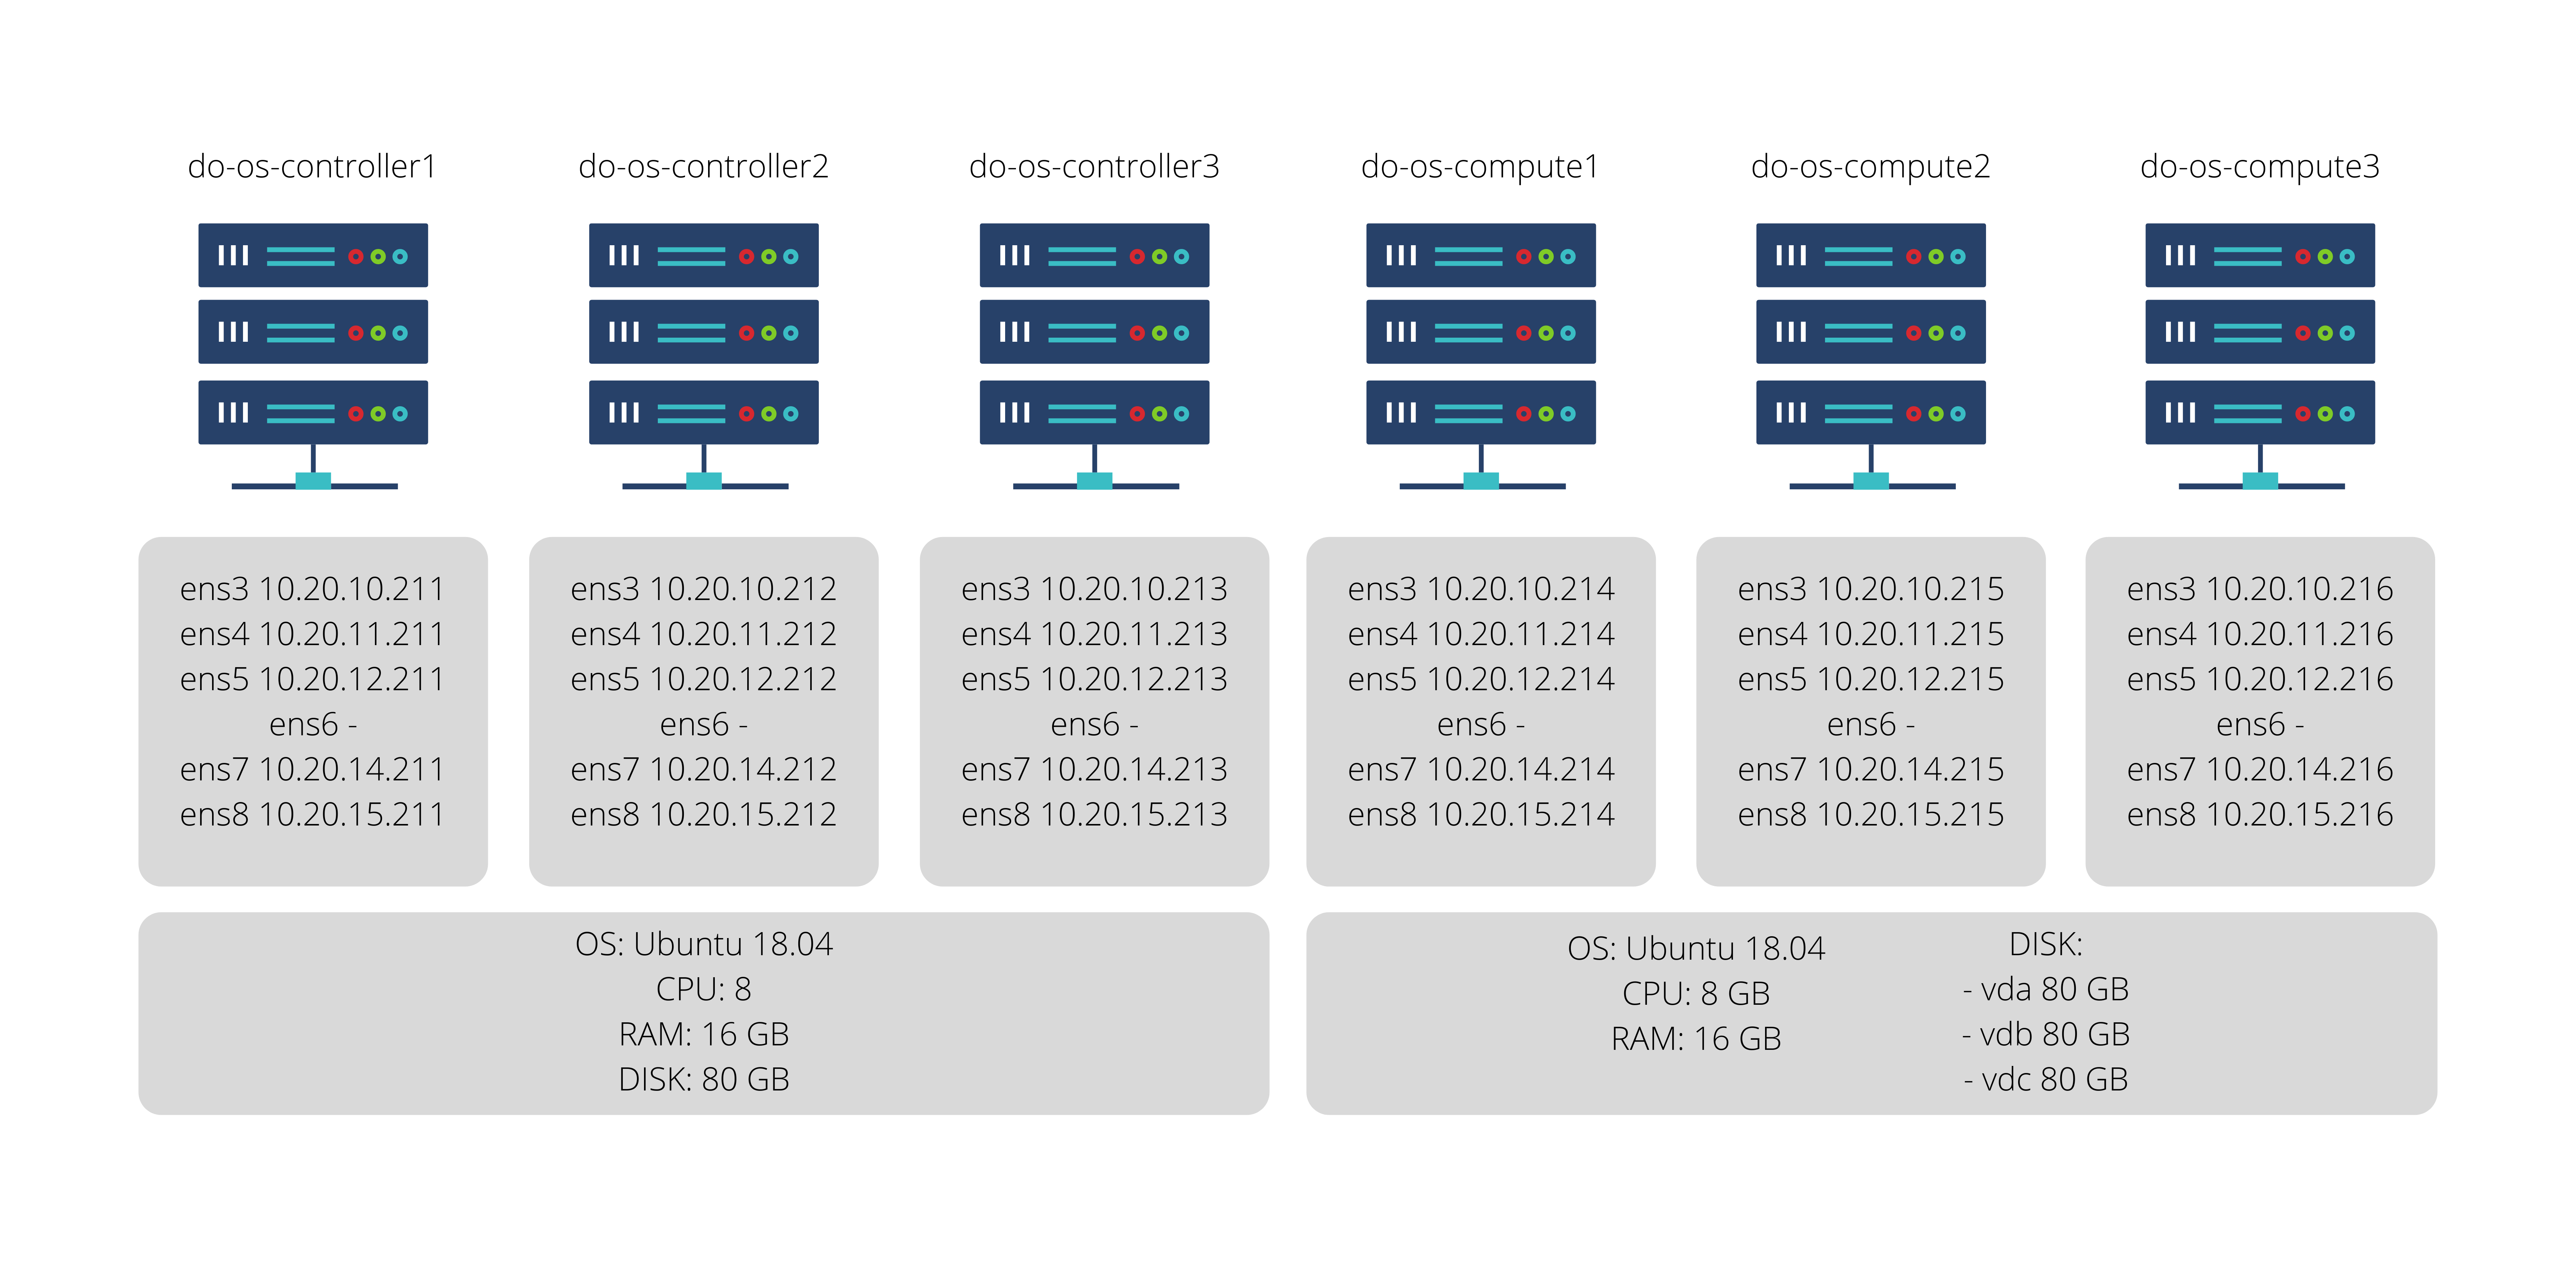 do-os-controller1
do-os-controller2
do-os-controller3
do-os-compute1
do-os-compute2
do-os-compute3
ens3 10.20.10.211
ens4 10.20.11.211
ens5 10.20.12.211
ens6 -
ens7 10.20.14.211
ens8 10.20.15.211
ens3 10.20.10.212
ens4 10.20.11.212
ens5 10.20.12.212
ens6 -
ens7 10.20.14.212
ens8 10.20.15.212
ens3 10.20.10.213
ens4 10.20.11.213
ens5 10.20.12.213
ens6 -
ens7 10.20.14.213
ens8 10.20.15.213
ens3 10.20.10.214
ens4 10.20.11.214
ens5 10.20.12.214
ens6 -
ens7 10.20.14.214
ens8 10.20.15.214
ens3 10.20.10.215
ens4 10.20.11.215
ens5 10.20.12.215
ens6 -
ens7 10.20.14.215
ens8 10.20.15.215
ens3 10.20.10.216
ens4 10.20.11.216
ens5 10.20.12.216
ens6 -
ens7 10.20.14.216
ens8 10.20.15.216
OS: Ubuntu 18.04
CPU: 8
RAM: 16 GB
DISK: 80 GB
OS: Ubuntu 18.04
CPU: 8 GB
RAM: 16 GB
DISK:
- vda 80 GB
- vdb 80 GB
- vdc 80 GB